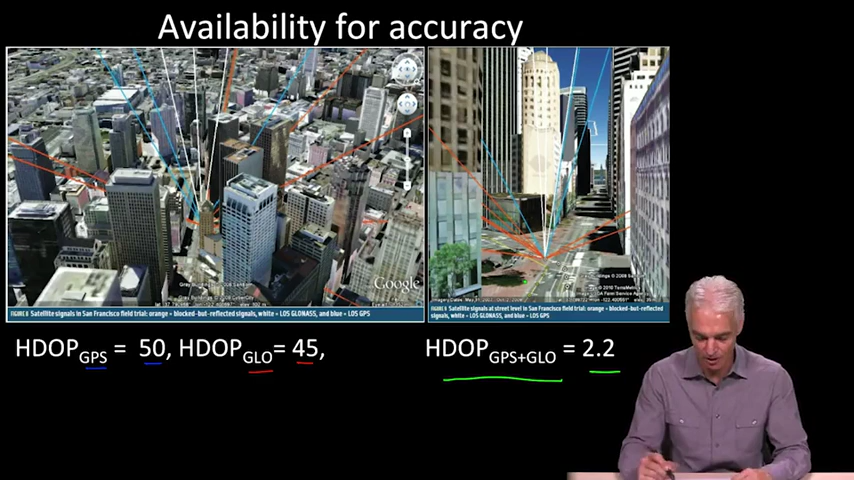 Availability for accuracy
Google
FIGURE 8 Satellite signals in San Francisco field trial: orange = blocked-but-reflected
signals, white = LOS GLONASS, and blue = LOS GPS
FIGURE 9 Satellite signals at street level in San Francisco field trial: orange = blocked-but-reflected
signals, white = LOS GLONASS, and blue = LOS GPS
HDOPGPS = 50, HDOPGLO= 45,
HDOPGPS+GLO = 2.2